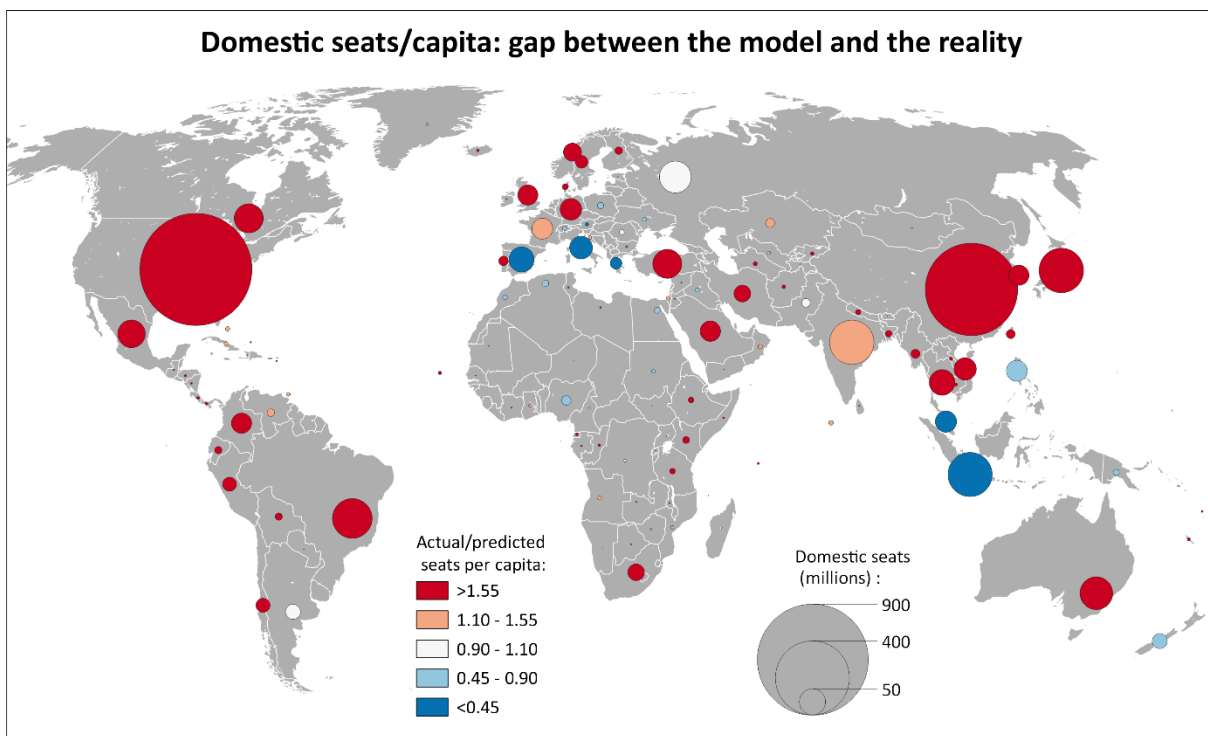 Domestic seats/capita: gap between the model and the reality
Actual/predicted
seats per capita:
>1.55
1.10 - 1.55
0.90 - 1.10
0.45 - 0.90
<0.45
Domestic seats
(millions) :
900
400
50